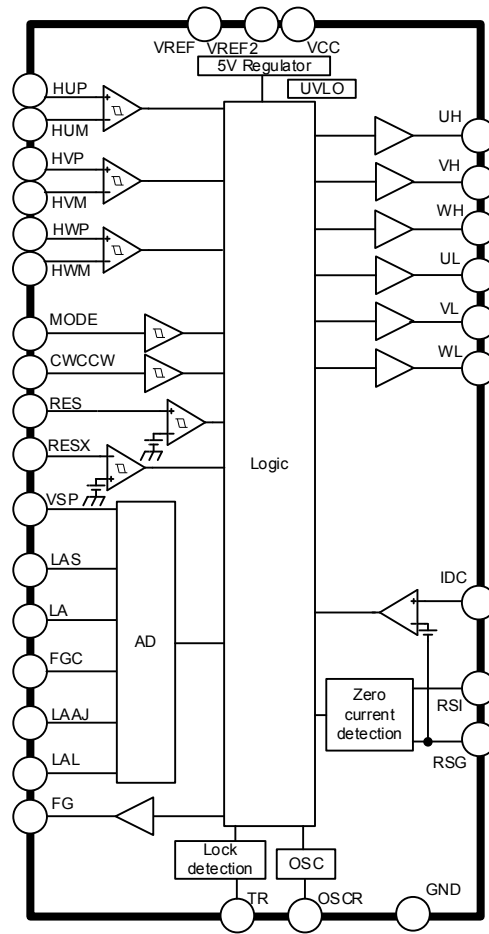 VREF
VREF2
VCC
5V Regulator
UVLO
HUP
HUM
HVP
HVM
HWP
HWM
MODE
CWCCW
RES
RESX
VSP
LAS
LA
FGC
LAAJ
LAL
FG
AD
Logic
UH
VH
WH
UL
VL
WL
IDC
Zero
current
detection
RSI
RSG
Lock
detection
OSC
TR
OSCR
GND
+
−
+
−
+
−
+
−
−
+
+
−